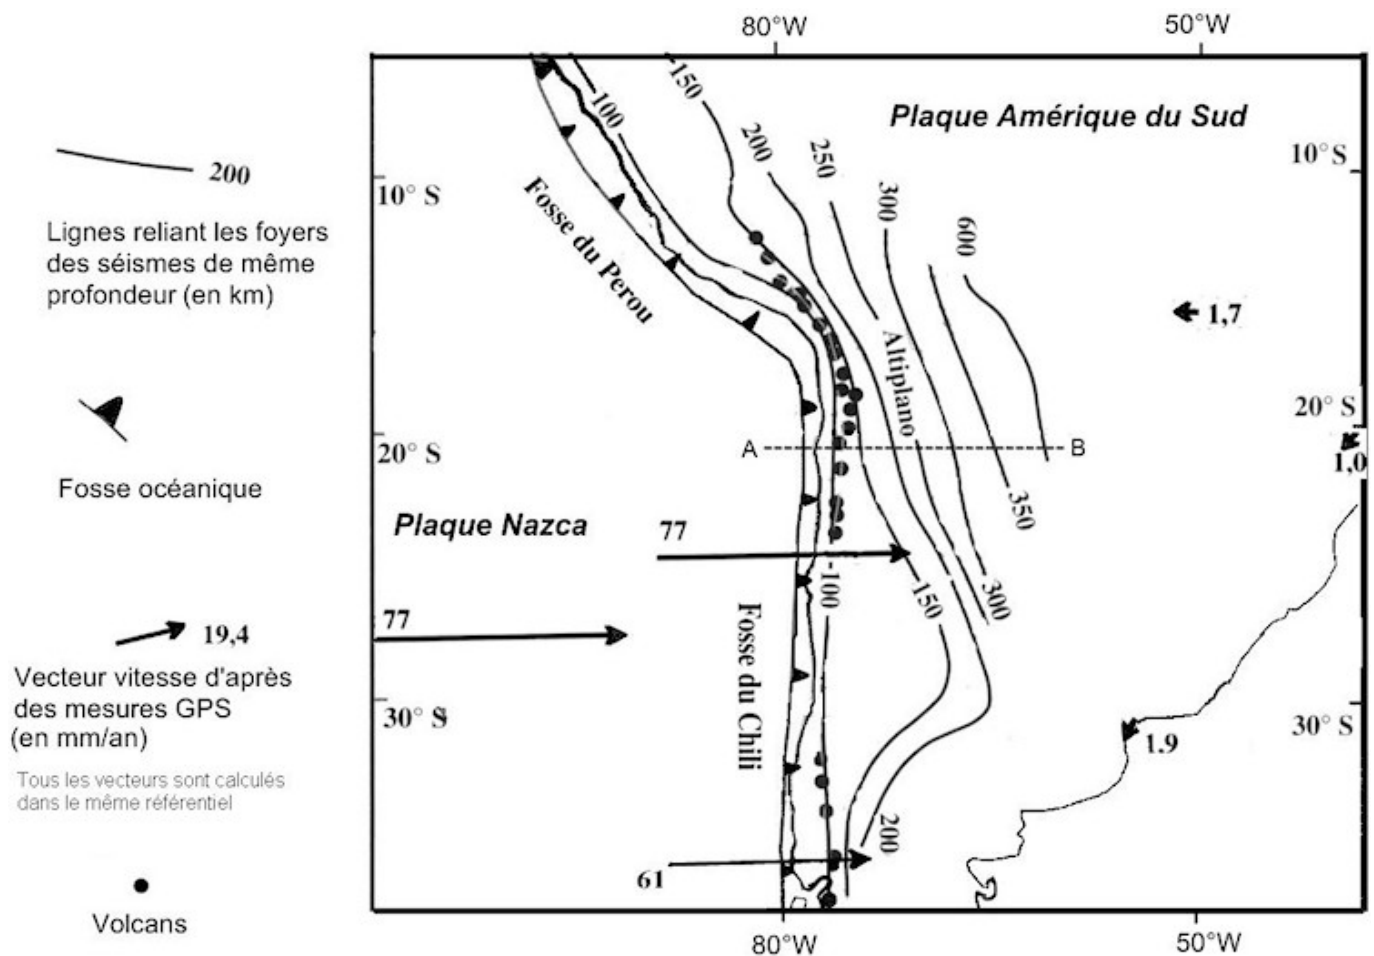 80°W
50°W
150
100
200
250
300
600
Plaque Amérique du Sud
10° S
10° S
200
Lignes reliant les foyers
des séismes de même
profondeur (en km)
Fosse du Perou
1,7
Altiplano
Fosse océanique
20° S
20° S
A
B
1,0
350
Plaque Nazca
77
-100
150
300
77
19,4
Vecteur vitesse d'après
des mesures GPS
(en mm/an)
Tous les vecteurs sont calculés
dans le même référentiel
Fosse du Chili
30° S
30° S
1.9
200
61
Volcans
80°W
50°W